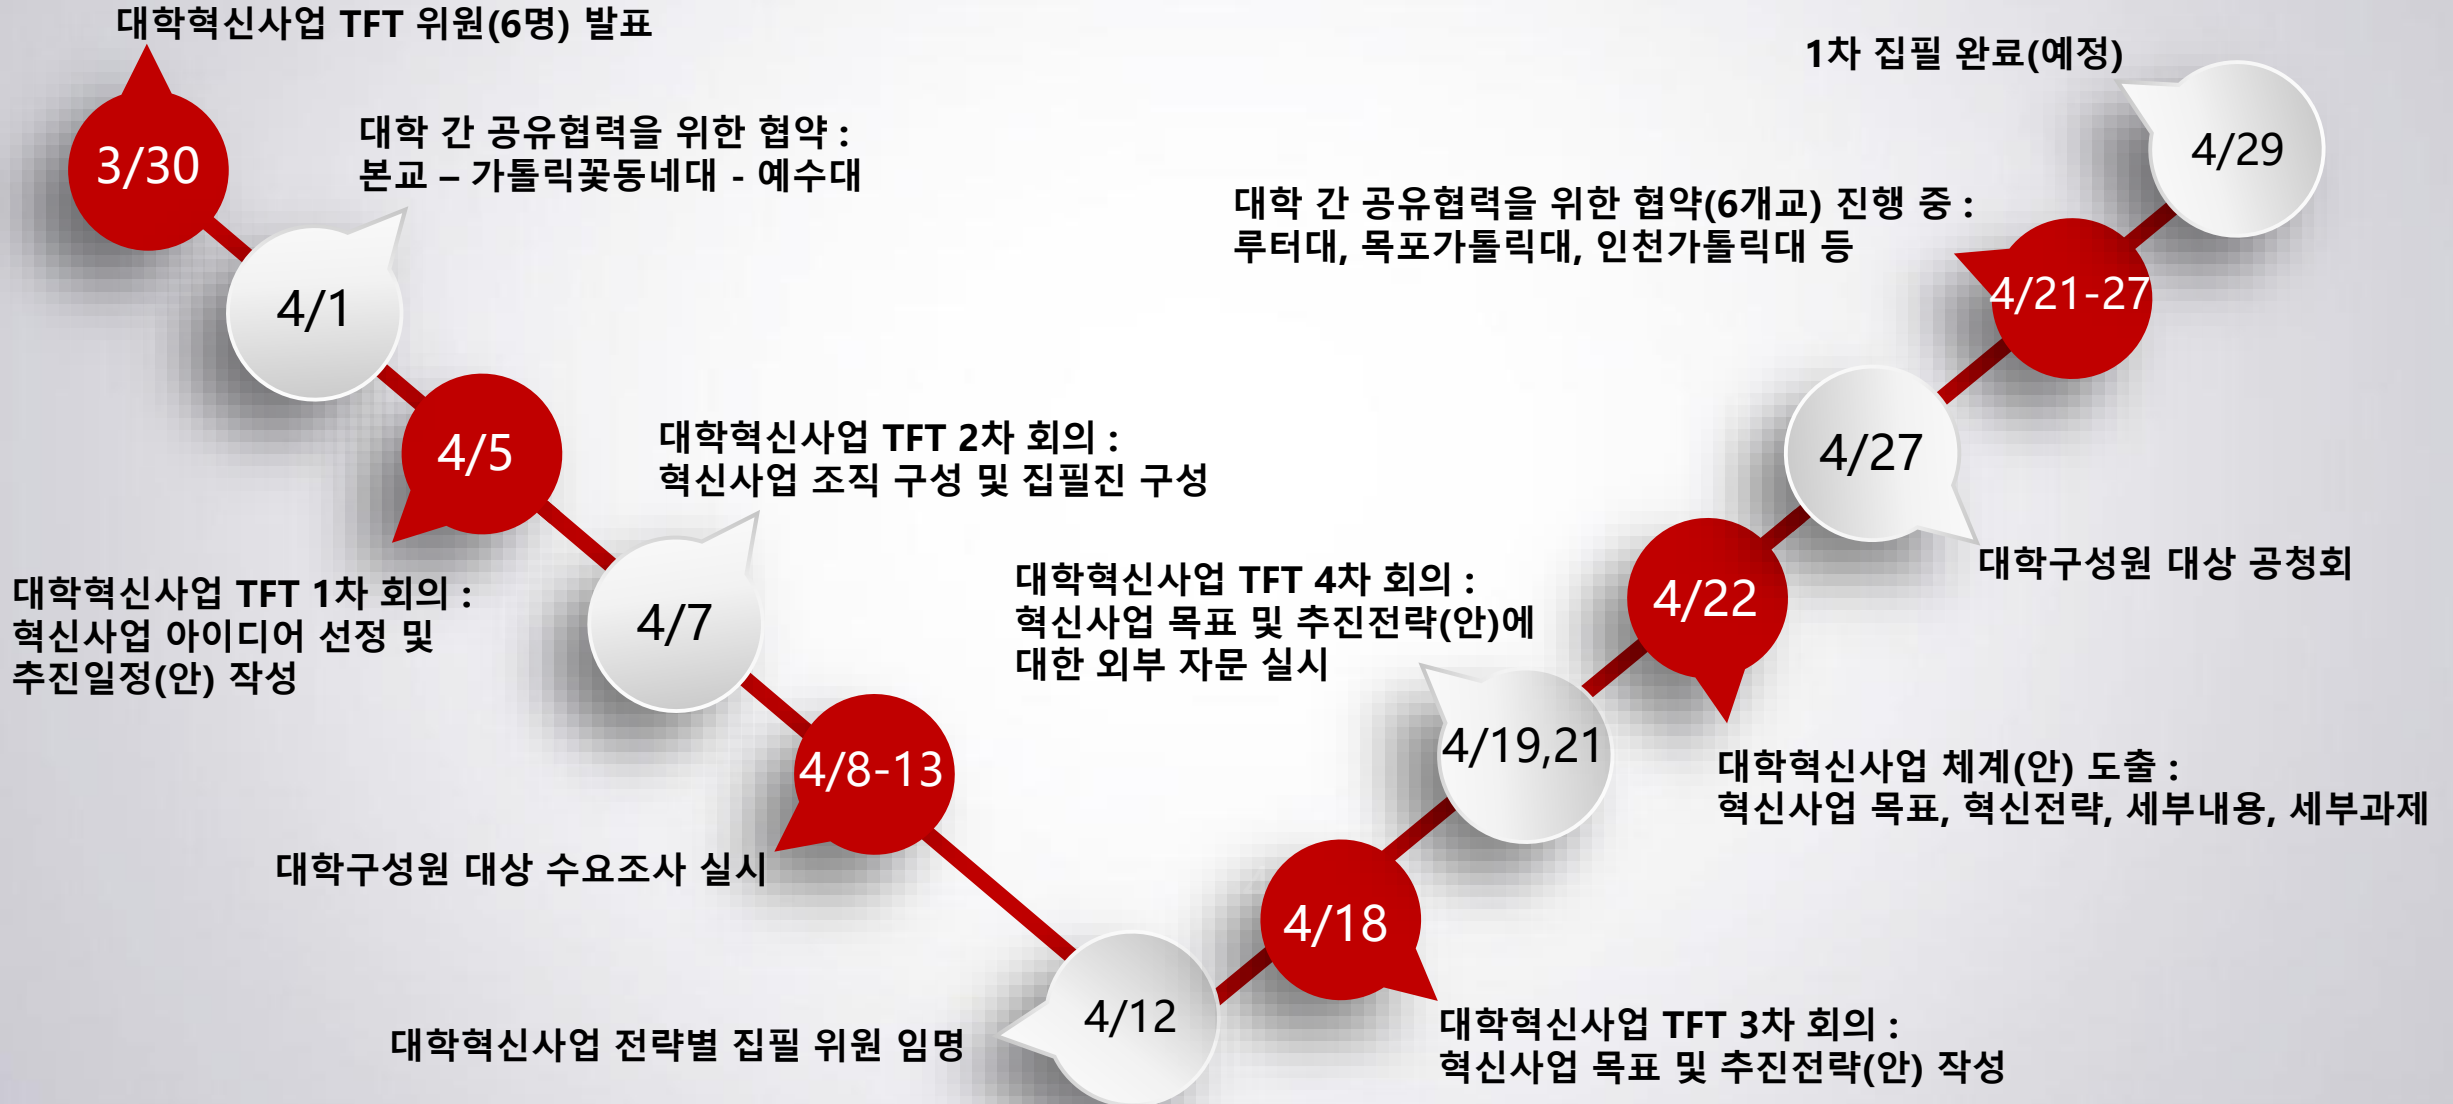 대학혁신사업 TFT 위원(6명) 발표
3/30
대학 간 공유협력을 위한 협약 :
본교 – 가톨릭꽃동네대 - 예수대
4/1
4/5
대학혁신사업 TFT 1차 회의 :
혁신사업 아이디어 선정 및
추진일정(안) 작성
대학혁신사업 TFT 2차 회의 :
혁신사업 조직 구성 및 집필진 구성
4/7
4/8-13
대학구성원 대상 수요조사 실시
4/12
대학혁신사업 전략별 집필 위원 임명
4/18
대학혁신사업 TFT 3차 회의 :
혁신사업 목표 및 추진전략(안) 작성
대학혁신사업 TFT 4차 회의 :
혁신사업 목표 및 추진전략(안)에
대한 외부 자문 실시
4/19,21
4/22
대학혁신사업 체계(안) 도출 :
혁신사업 목표, 혁신전략, 세부내용, 세부과제
4/27
대학구성원 대상 공청회
대학 간 공유협력을 위한 협약(6개교) 진행 중 :
루터대, 목포가톨릭대, 인천가톨릭대 등
4/21-27
1차 집필 완료(예정)
4/29